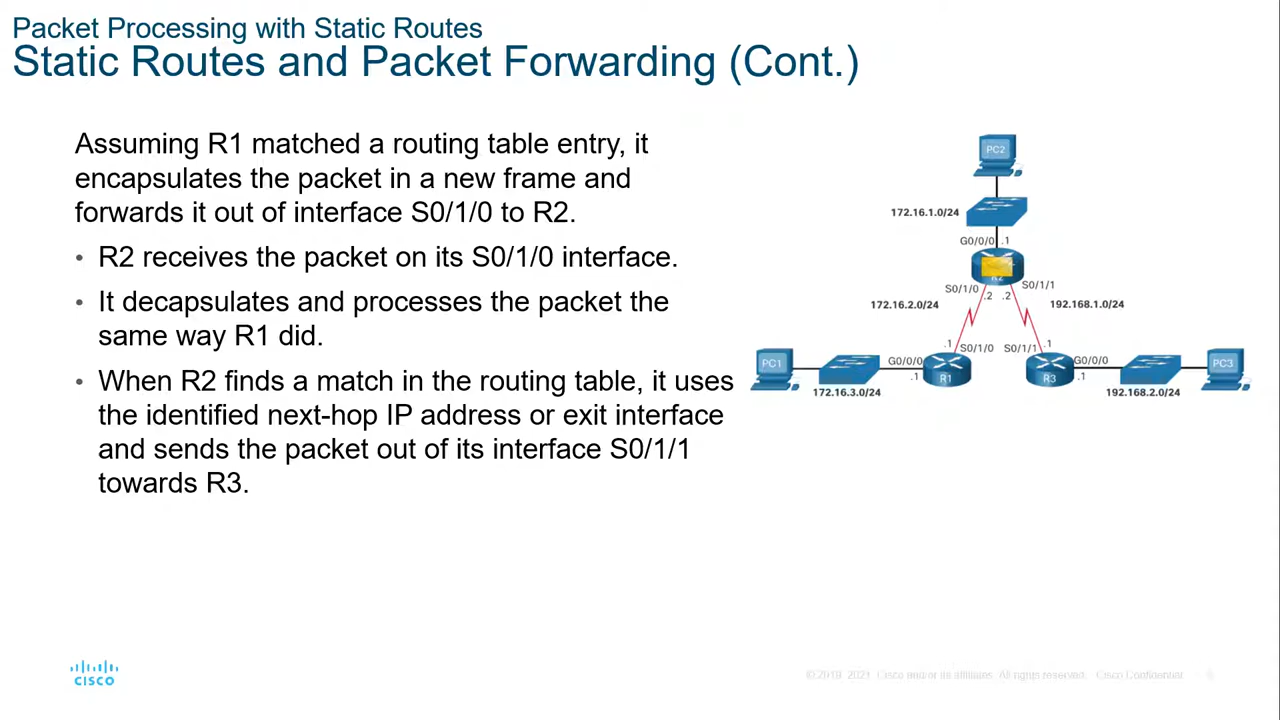 Packet Processing with Static Routes
Static Routes and Packet Forwarding (Cont.)
Assuming R1 matched a routing table entry, it
encapsulates the packet in a new frame and
forwards it out of interface S0/1/0 to R2.
• R2 receives the packet on its S0/1/0 interface.
• It decapsulates and processes the packet the
same way R1 did.
• When R2 finds a match in the routing table, it uses
the identified next-hop IP address or exit interface
and sends the packet out of its interface S0/1/1
towards R3.
PC2
172.16.1.0/24
G0/0/0 .1
R2
S0/1/0 .2 .2 S0/1/1
172.16.2.0/24 192.168.1.0/24
.1 S0/1/0 S0/1/1 .1
PC1 G0/0/0 .1 R1 R3 G0/0/0 .1 PC3
172.16.3.0/24 192.168.2.0/24
CISCO
©2019, 2021 Cisco and/or its affiliates. All rights reserved. Cisco Confidential